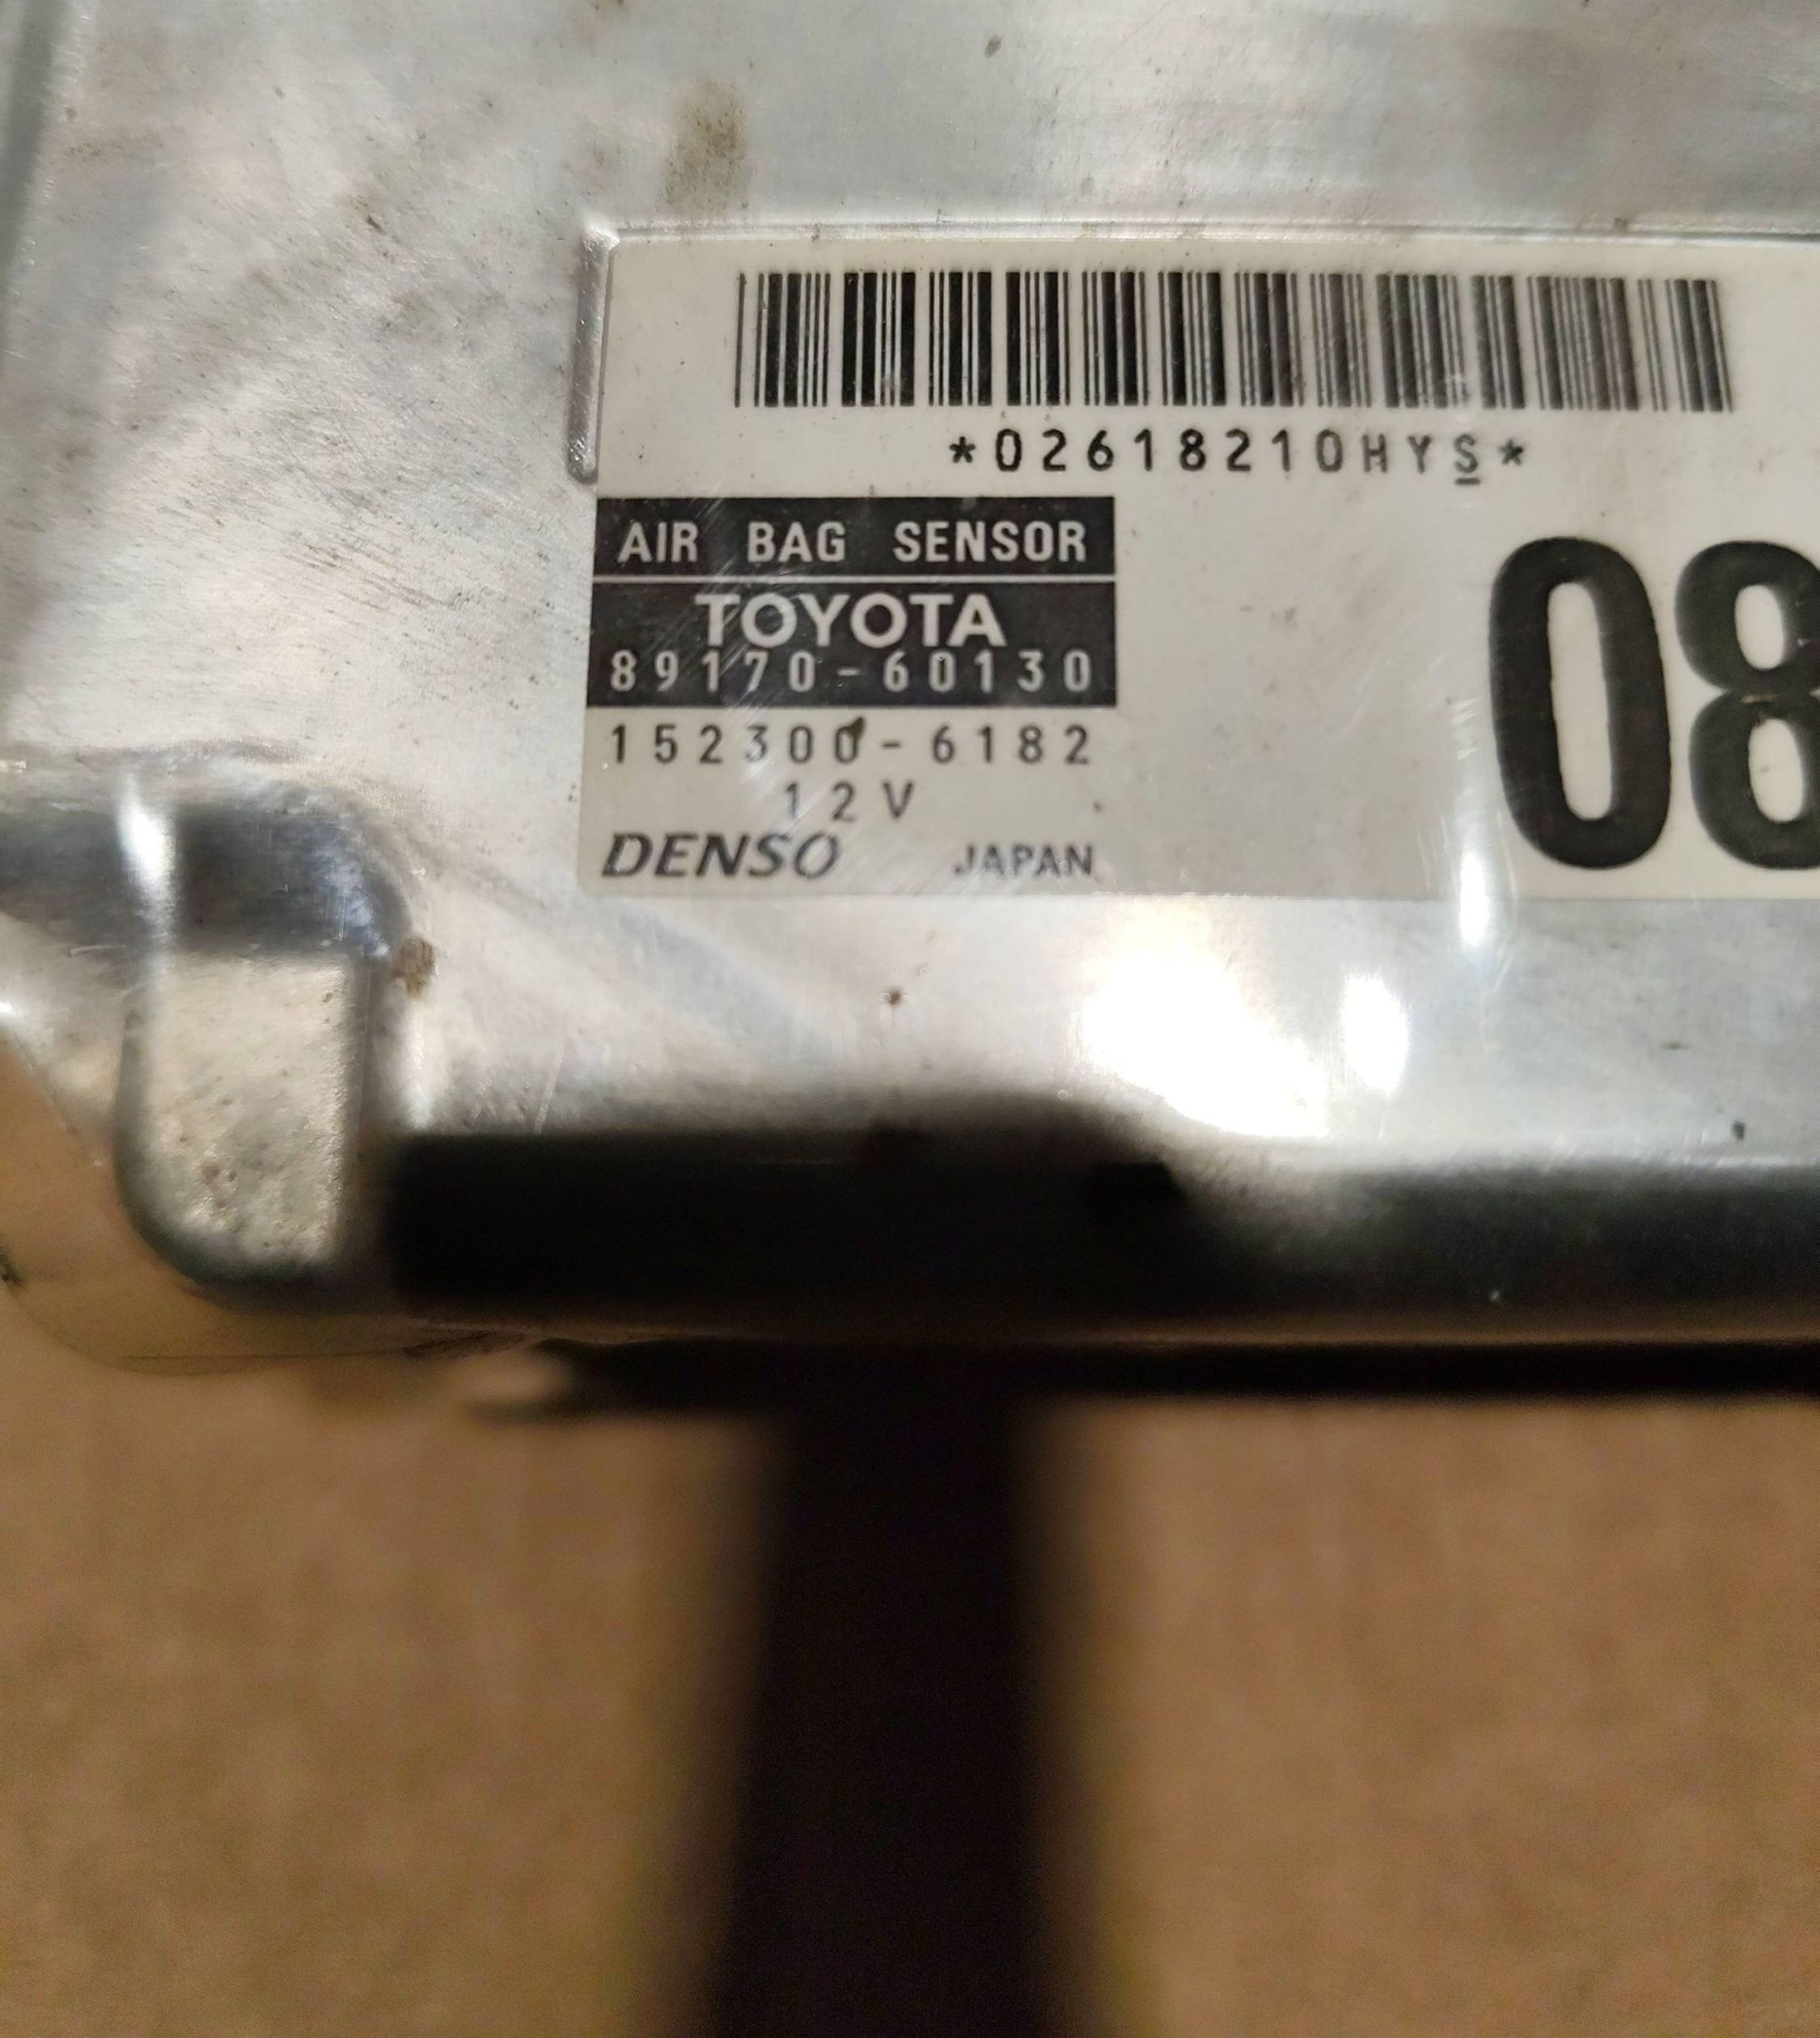 *02618210HYS*
AIR BAG SENSOR
TOYOTA
89170-60130
152300-6182
12V
DENSO JAPAN
08